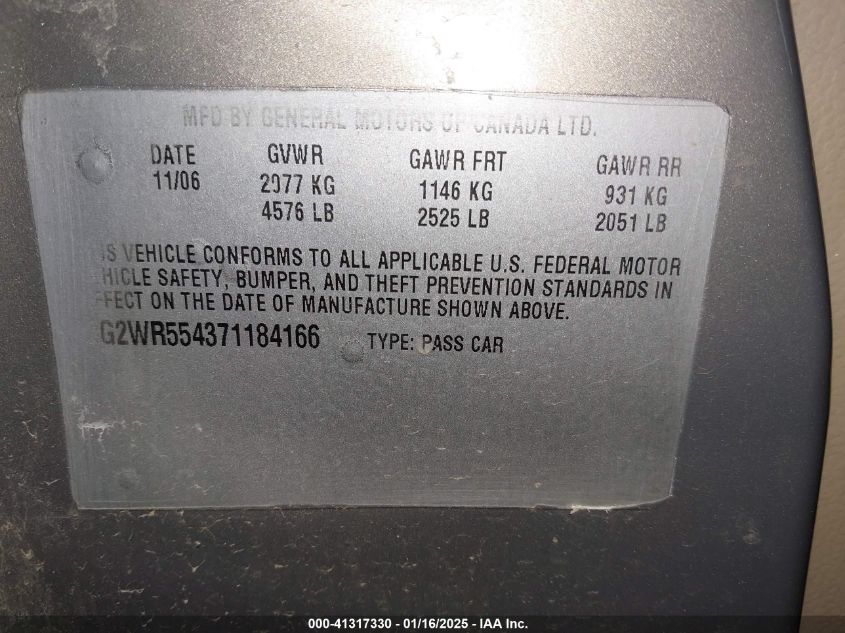 MFD BY GENERAL MOTORS OF CANADA LTD.
DATE GVWR GAWR FRT GAWR RR
11/06 2077 KG 1146 KG 931 KG
4576 LB 2525 LB 2051 LB
IS VEHICLE CONFORMS TO ALL APPLICABLE U.S. FEDERAL MOTOR
HICLE SAFETY, BUMPER, AND THEFT PREVENTION STANDARDS IN
FFECT ON THE DATE OF MANUFACTURE SHOWN ABOVE.
G2WR554371184166 TYPE: PASS CAR
000-41317330 - 01/16/2025 - IAA Inc.